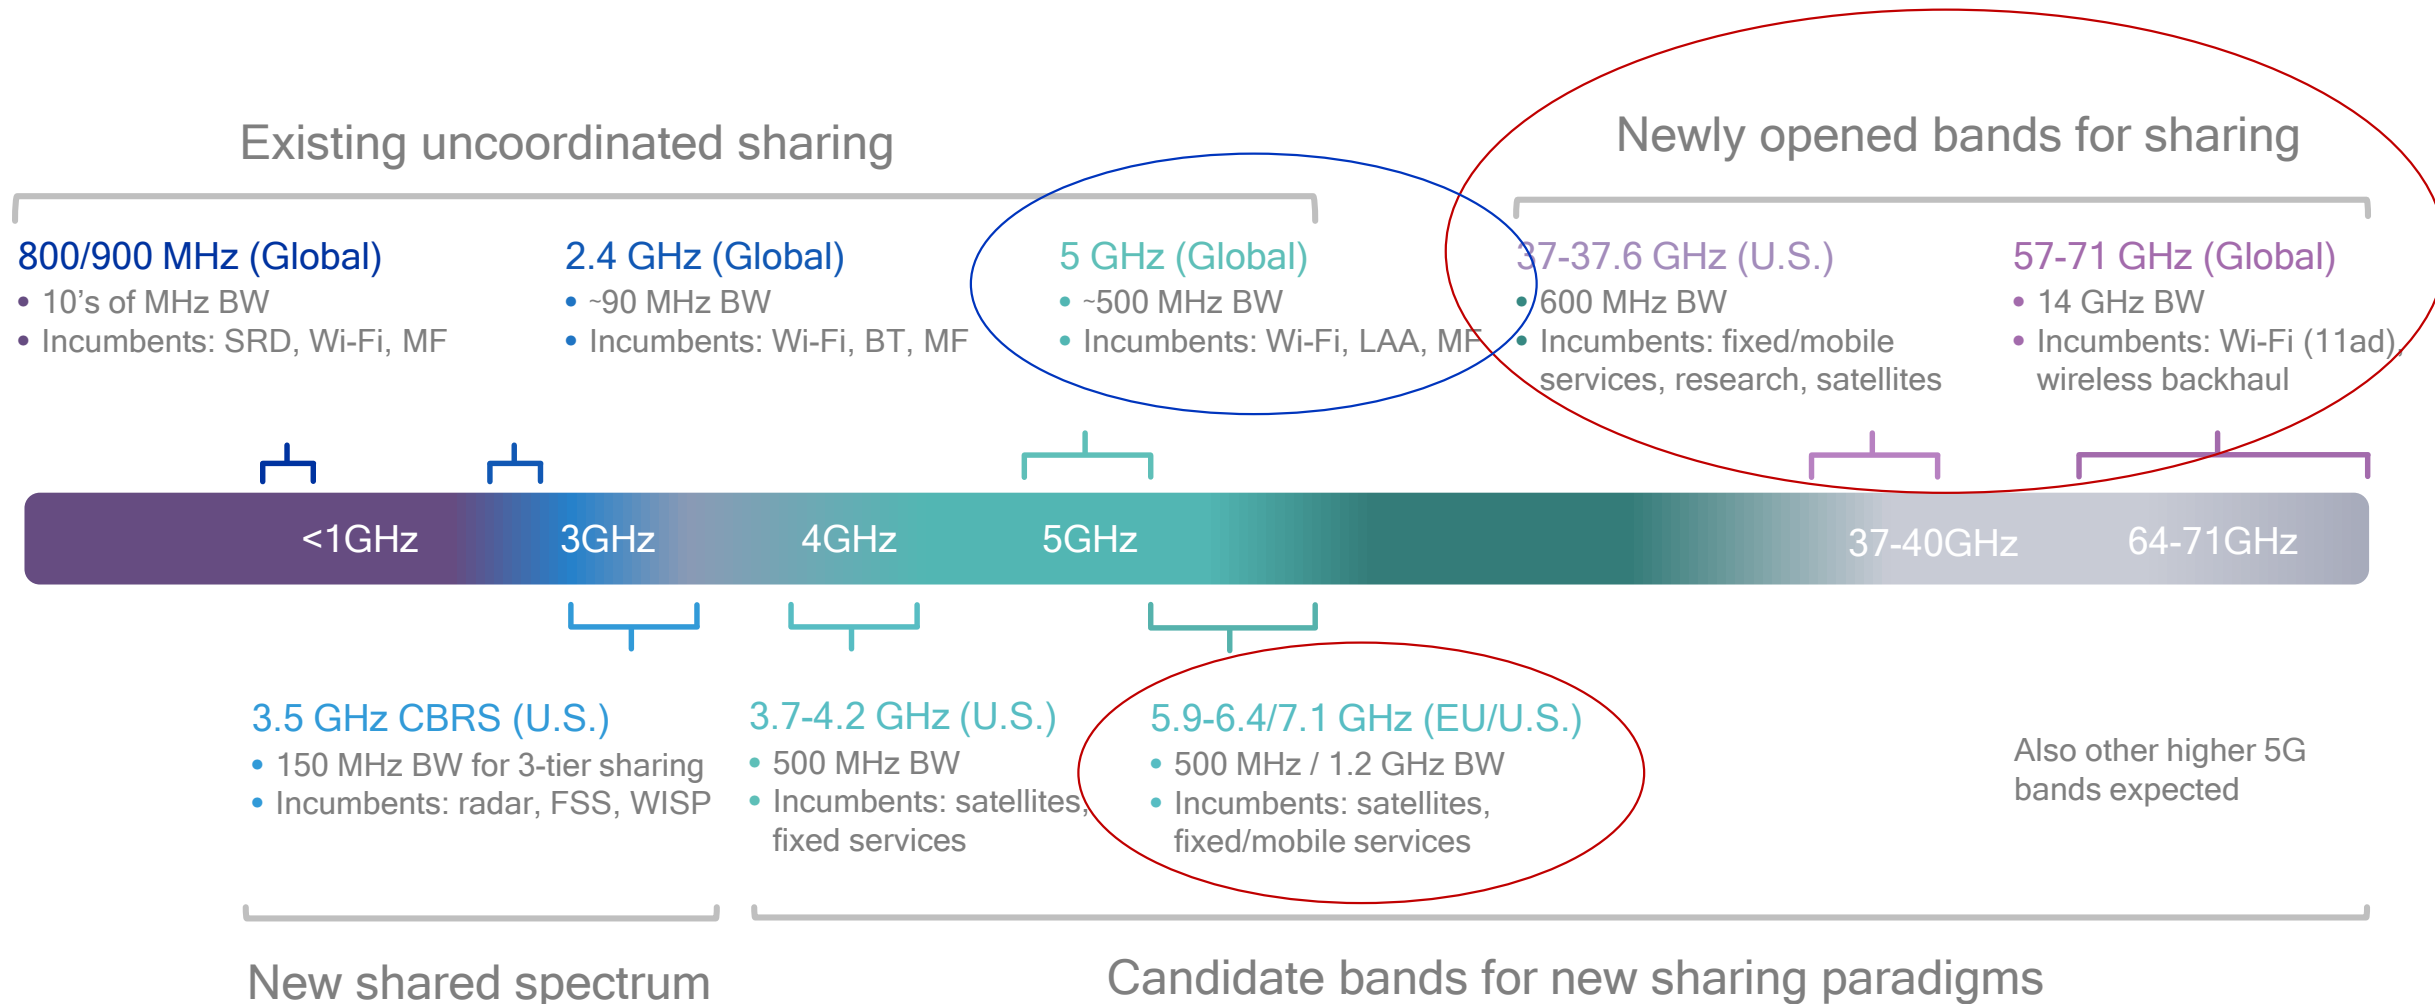 Existing uncoordinated sharing
Newly opened bands for sharing
800/900 MHz (Global)
• 10's of MHz BW
• Incumbents: SRD, Wi-Fi, MF
2.4 GHz (Global)
• ~90 MHz BW
• Incumbents: Wi-Fi, BT, MF
5 GHz (Global)
• ~500 MHz BW
• Incumbents: Wi-Fi, LAA, MF
37-37.6 GHz (U.S.)
• 600 MHz BW
• Incumbents: fixed/mobile
services, research, satellites
57-71 GHz (Global)
• 14 GHz BW
• Incumbents: Wi-Fi (11ad),
wireless backhaul
<1GHz
3GHz
4GHz
5GHz
37-40GHz
64-71GHz
3.5 GHz CBRS (U.S.)
• 150 MHz BW for 3-tier sharing
• Incumbents: radar, FSS, WISP
3.7-4.2 GHz (U.S.)
• 500 MHz BW
• Incumbents: satellites,
fixed services
5.9-6.4/7.1 GHz (EU/U.S.)
• 500 MHz / 1.2 GHz BW
• Incumbents: satellites,
fixed/mobile services
Also other higher 5G
bands expected
New shared spectrum
Candidate bands for new sharing paradigms